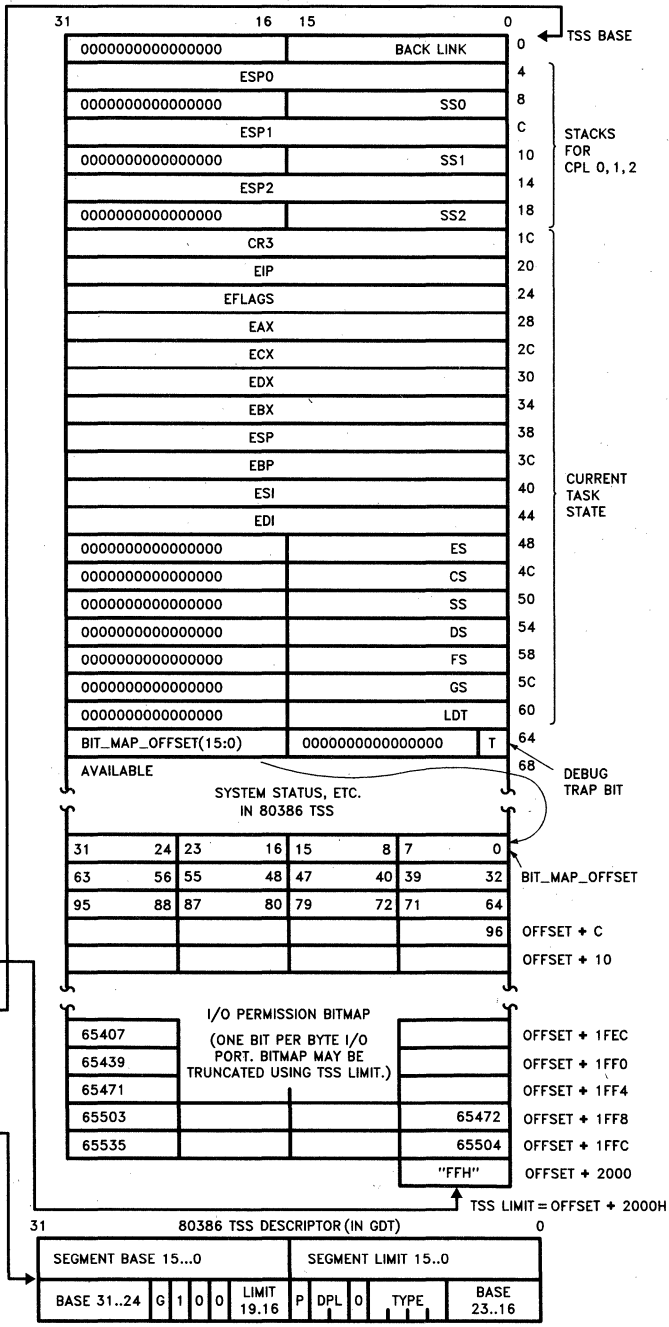 31 16 15 0
0000000000000000 BACK LINK 0 TSS BASE
ESP0 4
0000000000000000 SS0 8
ESP1 C
0000000000000000 SS1 10
ESP2 14
0000000000000000 SS2 18
STACKS
FOR
CPL 0, 1, 2
CR3 1C
EIP 20
EFLAGS 24
EAX 28
ECX 2C
EDX 30
EBX 34
ESP 38
EBP 3C
ESI 40
EDI 44
0000000000000000 ES 48
0000000000000000 CS 4C
0000000000000000 SS 50
0000000000000000 DS 54
0000000000000000 FS 58
0000000000000000 GS 5C
0000000000000000 LDT 60
CURRENT
TASK
STATE
BIT_MAP_OFFSET(15:0) 0000000000000000 T 64
AVAILABLE 68
DEBUG
TRAP BIT
SYSTEM STATUS, ETC.
IN 80386 TSS
31 24 23 16 15 8 7 0
63 56 55 48 47 40 39 32 BIT_MAP_OFFSET
95 88 87 80 79 72 71 64
96 OFFSET + C
OFFSET + 10
I/O PERMISSION BITMAP
(ONE BIT PER BYTE I/O
PORT. BITMAP MAY BE
TRUNCATED USING TSS LIMIT.)
65407 OFFSET + 1FEC
65439 OFFSET + 1FF0
65471 OFFSET + 1FF4
65503 65472 OFFSET + 1FF8
65535 65504 OFFSET + 1FFC
"FFH" OFFSET + 2000
TSS LIMIT = OFFSET + 2000H
31 80386 TSS DESCRIPTOR (IN GDT) 0
SEGMENT BASE 15...0 SEGMENT LIMIT 15..0
BASE 31..24 G 1 0 0 LIMIT
19.16 P DPL 0 TYPE BASE
23..16